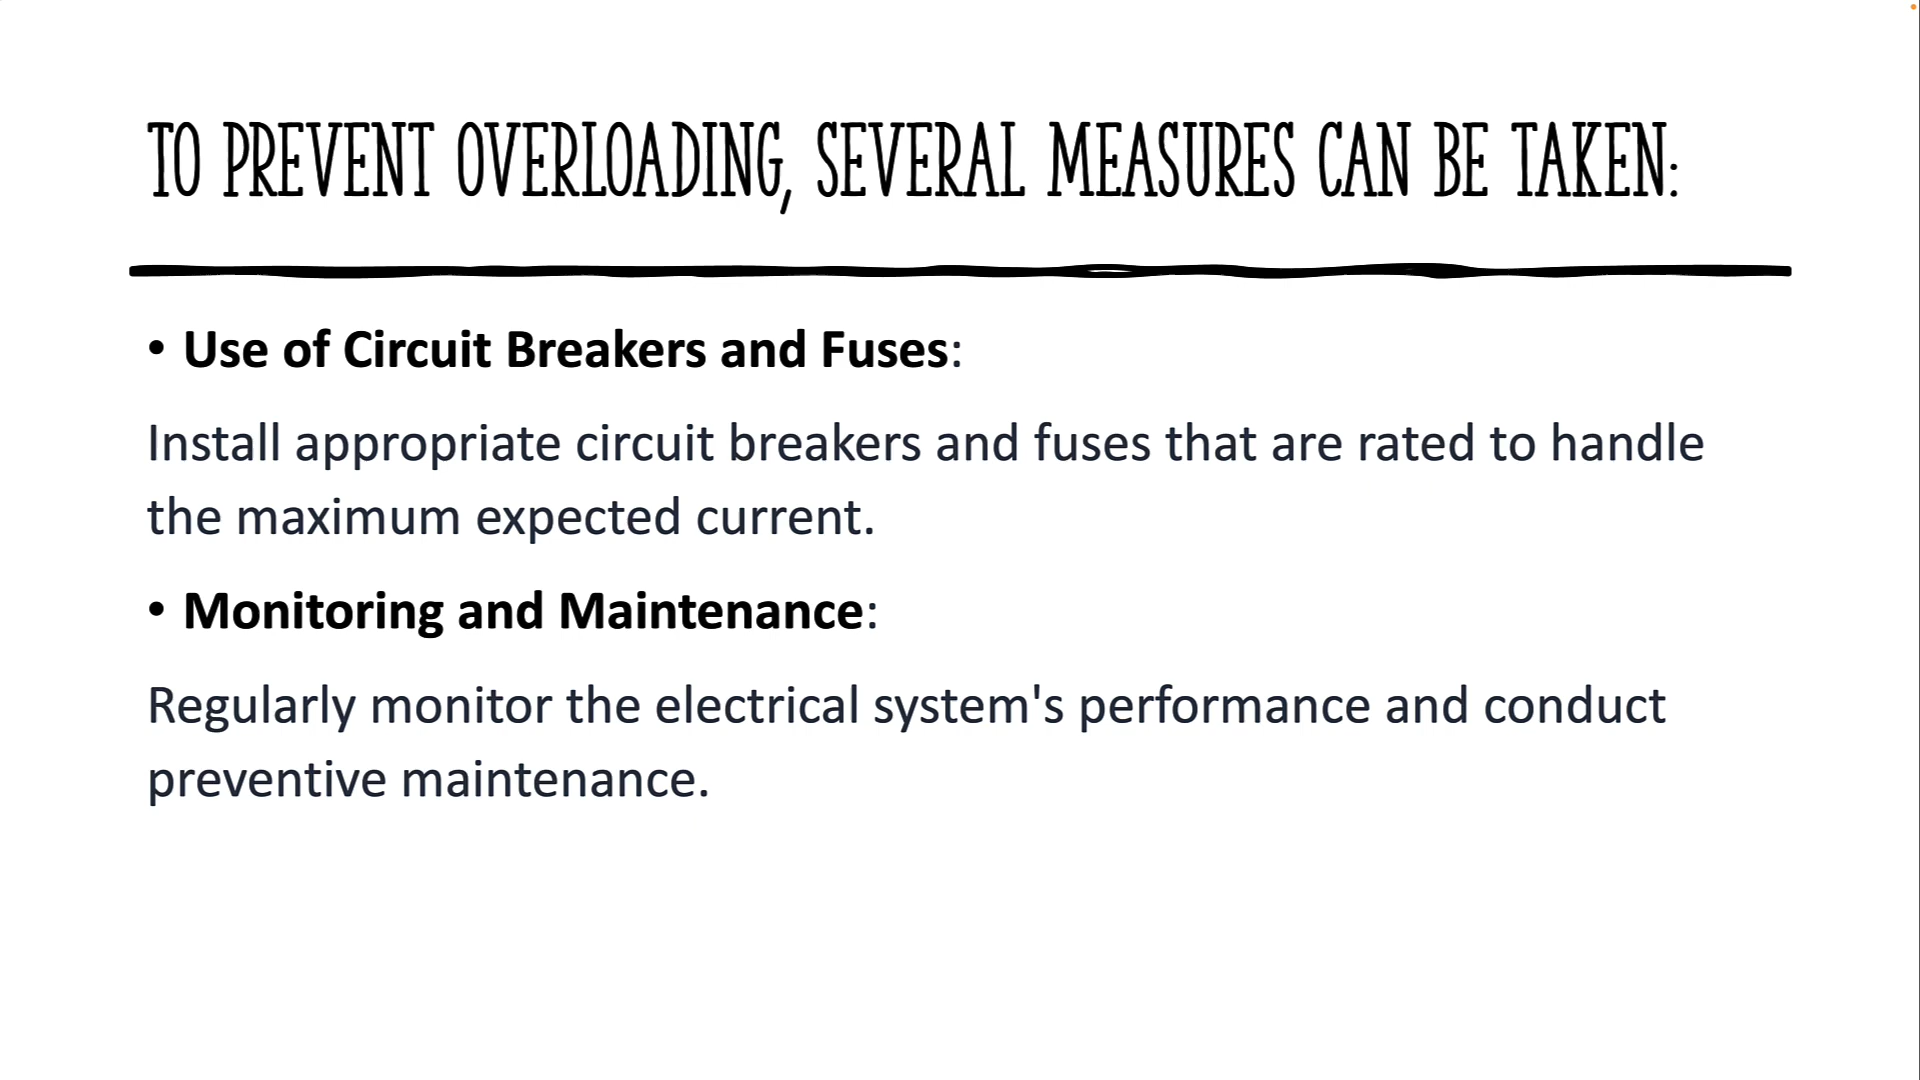 TO PREVENT OVERLOADING, SEVERAL MEASURES CAN BE TAKEN:
• Use of Circuit Breakers and Fuses:
Install appropriate circuit breakers and fuses that are rated to handle
the maximum expected current.
• Monitoring and Maintenance:
Regularly monitor the electrical system's performance and conduct
preventive maintenance.